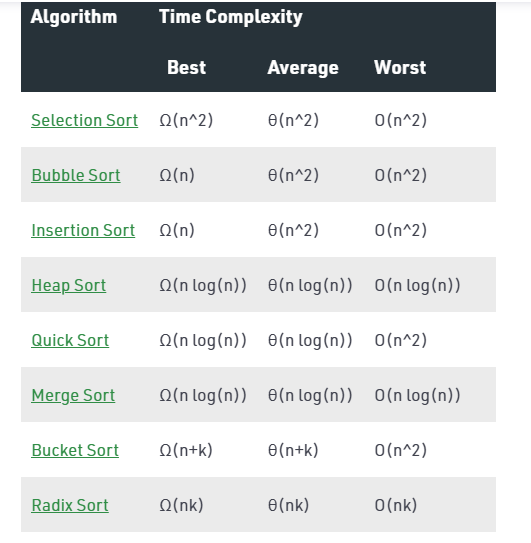 Algorithm Time Complexity
Best Average Worst
Selection Sort Ω(n^2) θ(n^2) O(n^2)
Bubble Sort Ω(n) θ(n^2) O(n^2)
Insertion Sort Ω(n) θ(n^2) O(n^2)
Heap Sort Ω(n log(n)) θ(n log(n)) O(n log(n))
Quick Sort Ω(n log(n)) θ(n log(n)) O(n^2)
Merge Sort Ω(n log(n)) θ(n log(n)) O(n log(n))
Bucket Sort Ω(n+k) θ(n+k) O(n^2)
Radix Sort Ω(nk) θ(nk) O(nk)